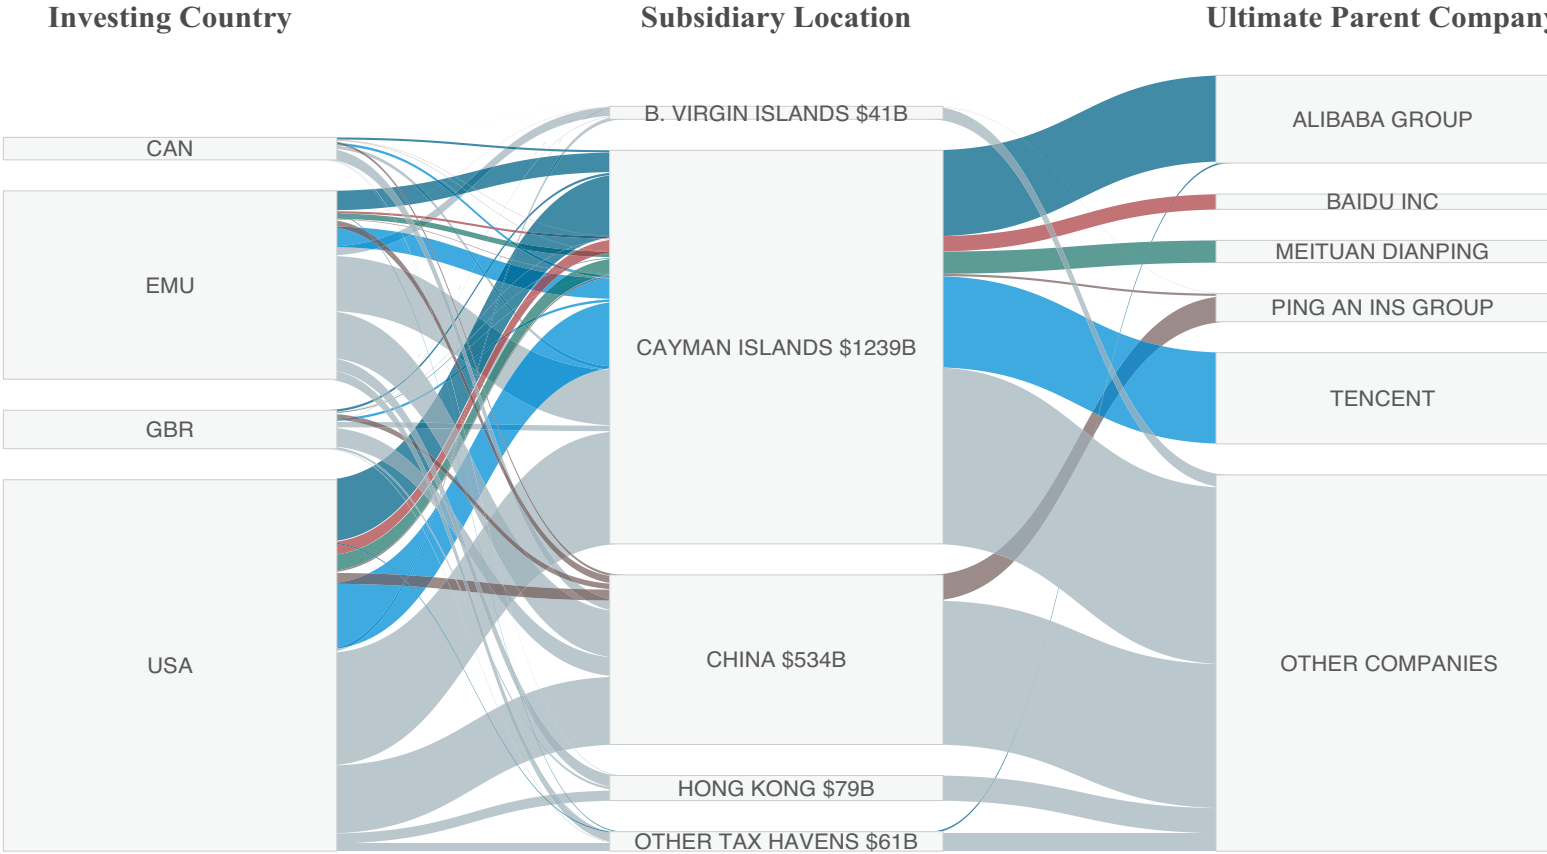 Investing Country
Subsidiary Location
Ultimate Parent Company
CAN
EMU
GBR
USA
B. VIRGIN ISLANDS $41B
CAYMAN ISLANDS $1239B
CHINA $534B
HONG KONG $79B
OTHER TAX HAVENS $61B
ALIBABA GROUP
BAIDU INC
MEITUAN DIANPING
PING AN INS GROUP
TENCENT
OTHER COMPANIES